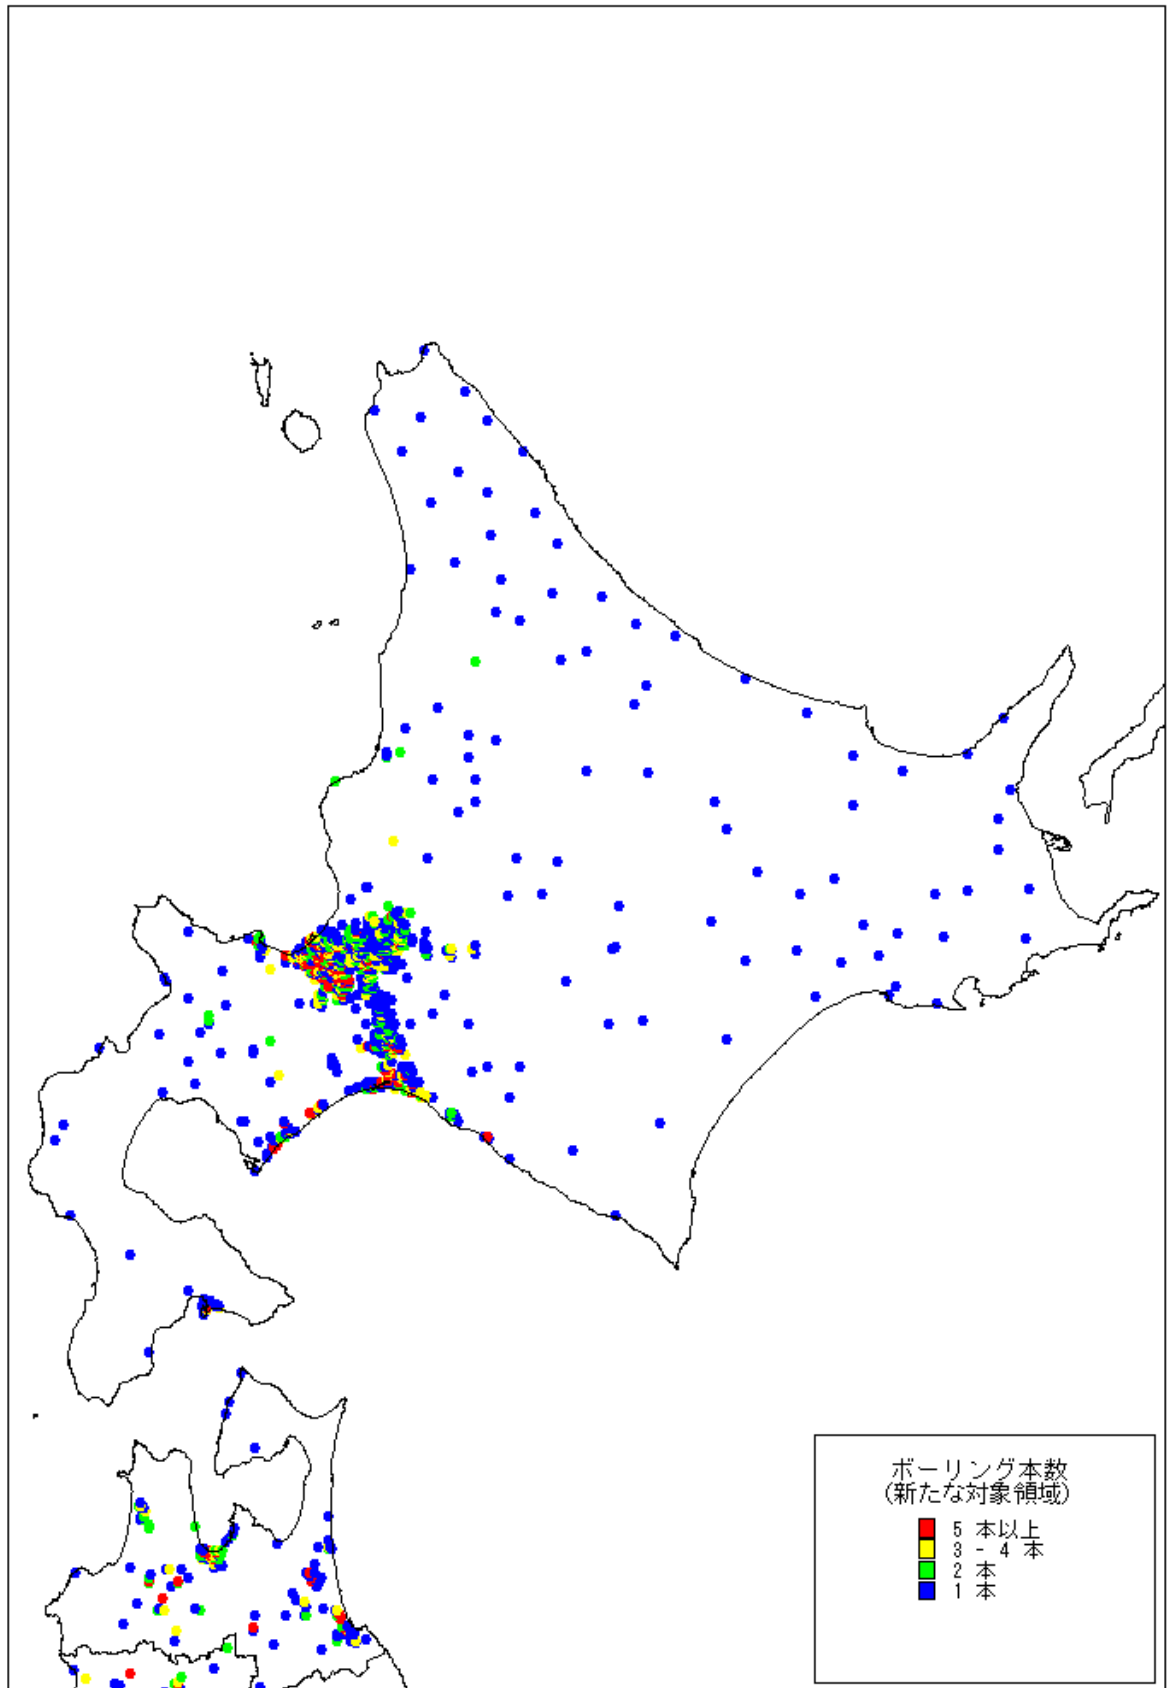 ボーリング本数
(新たな対象領域)
5 本以上
3 - 4 本
2 本
1 本